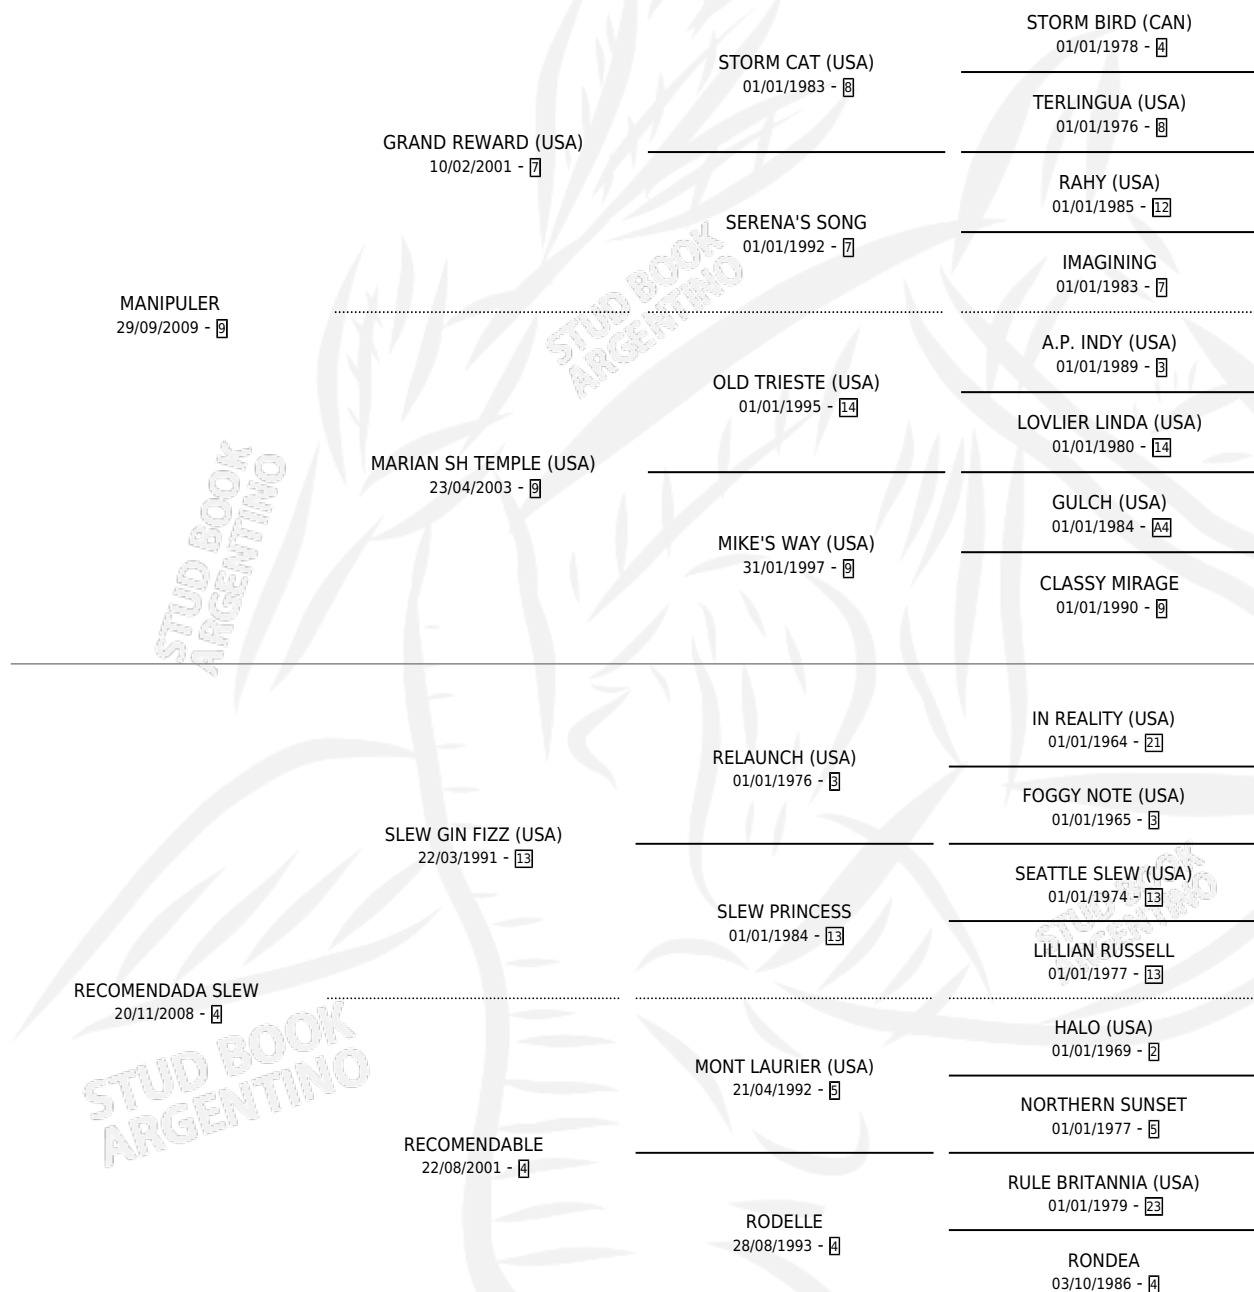 STORM BIRD (CAN)
01/01/1978 - 4
STORM CAT (USA)
01/01/1983 - 8
TERLINGUA (USA)
01/01/1976 - 8
GRAND REWARD (USA)
10/02/2001 - 7
RAHY (USA)
01/01/1985 - 12
SERENA'S SONG
01/01/1992 - 7
IMAGINING
01/01/1983 - 7
MANIPULER
29/09/2009 - 9
A.P. INDY (USA)
01/01/1989 - 3
OLD TRIESTE (USA)
01/01/1995 - 14
LOVLIER LINDA (USA)
01/01/1980 - 14
MARIAN SH TEMPLE (USA)
23/04/2003 - 9
GULCH (USA)
01/01/1984 - A4
MIKE'S WAY (USA)
31/01/1997 - 9
CLASSY MIRAGE
01/01/1990 - 9
IN REALITY (USA)
01/01/1964 - 21
RELAUNCH (USA)
01/01/1976 - 3
FOGGY NOTE (USA)
01/01/1965 - 3
SLEW GIN FIZZ (USA)
22/03/1991 - 13
SEATTLE SLEW (USA)
01/01/1974 - 13
SLEW PRINCESS
01/01/1984 - 13
LILLIAN RUSSELL
01/01/1977 - 13
RECOMENDADA SLEW
20/11/2008 - 4
HALO (USA)
01/01/1969 - 2
MONT LAURIER (USA)
21/04/1992 - 5
NORTHERN SUNSET
01/01/1977 - 5
RECOMENDABLE
22/08/2001 - 4
RULE BRITANNIA (USA)
01/01/1979 - 23
RODELLE
28/08/1993 - 4
RONDEA
03/10/1986 - 4
STUD BOOK
ARGENTINO
STUD BOOK
ARGENTINO
STUD BOOK
ARGENTINO
STUD BOOK
ARGENTINO